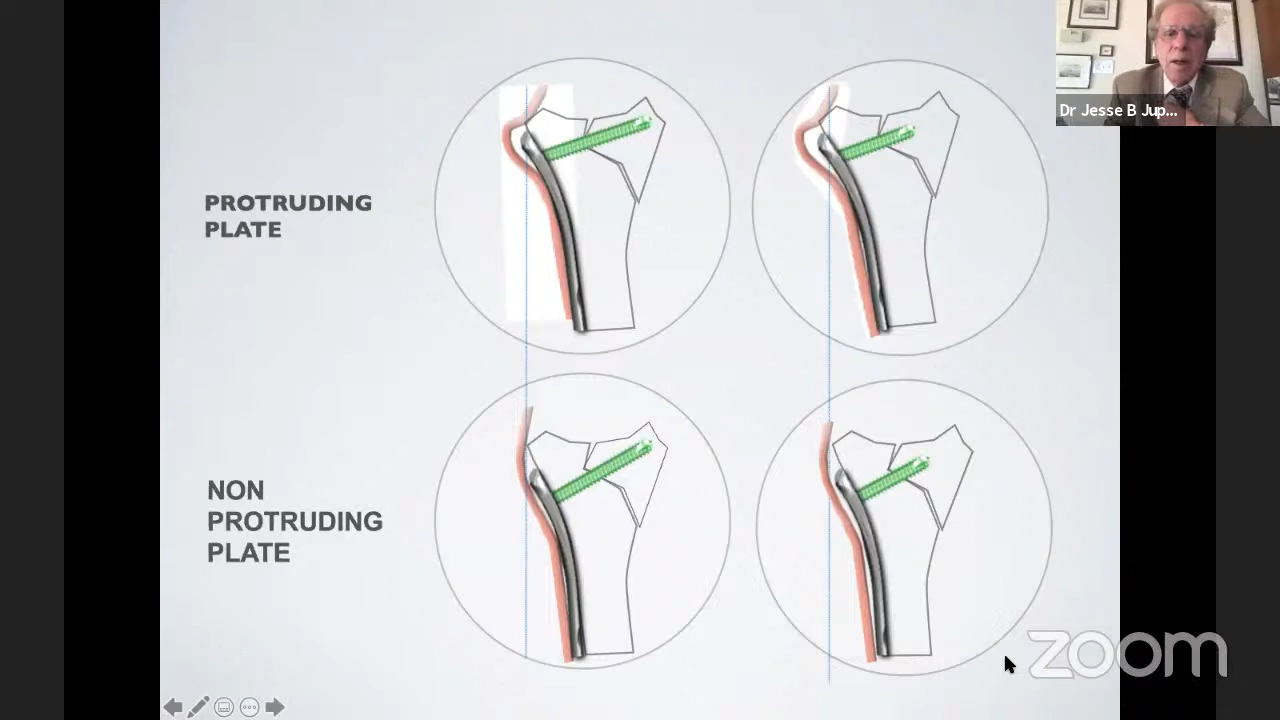 Dr Jesse B Jup...
PROTRUDING
PLATE
NON
PROTRUDING
PLATE
zoom